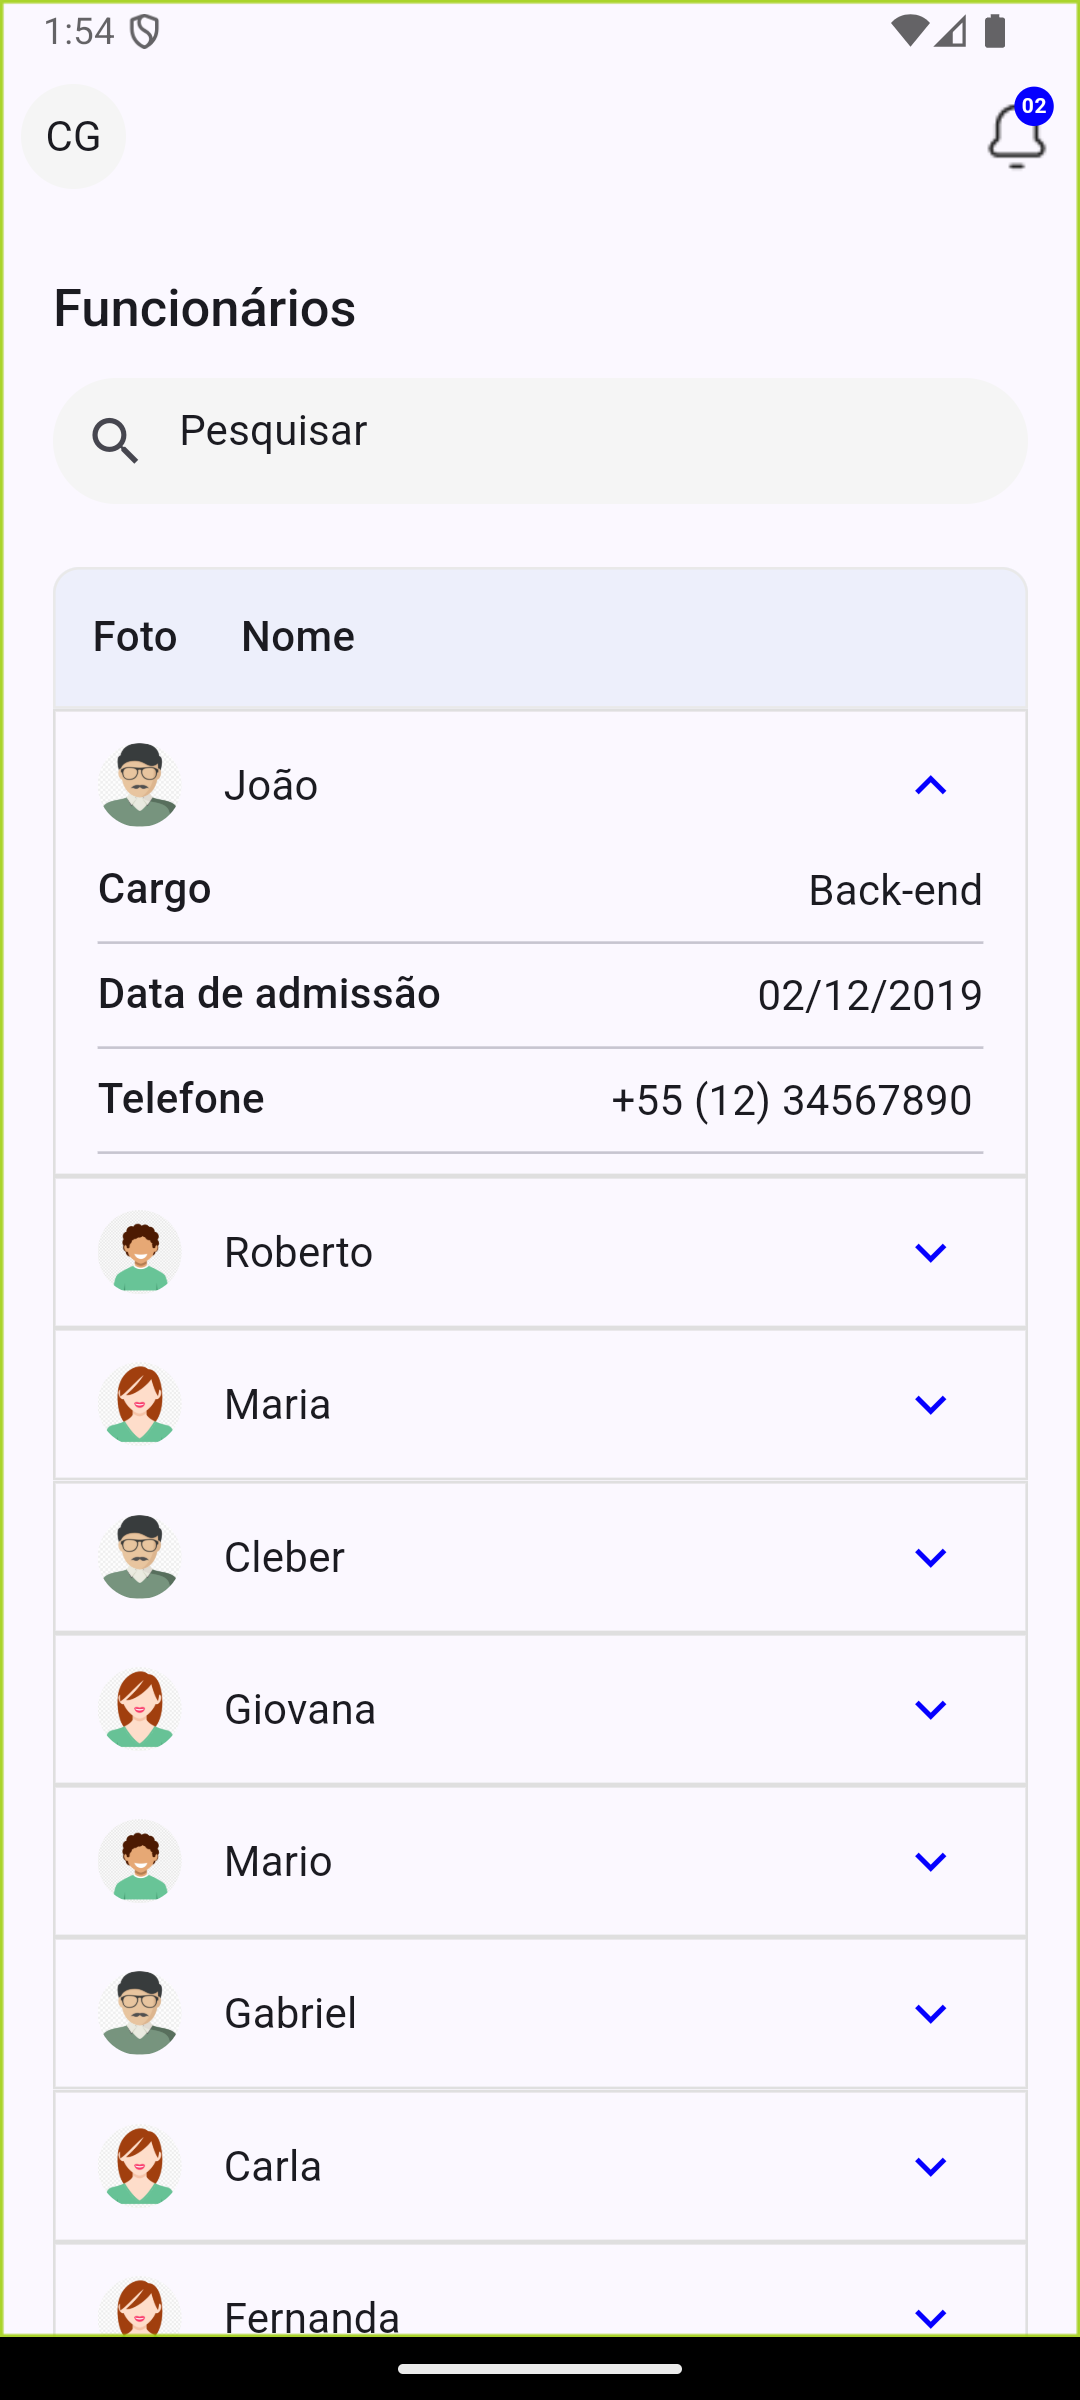 1:54
CG
02
Funcionários
Pesquisar
Foto Nome
João
Cargo Back-end
Data de admissão 02/12/2019
Telefone +55 (12) 34567890
Roberto
Maria
Cleber
Giovana
Mario
Gabriel
Carla
Fernanda